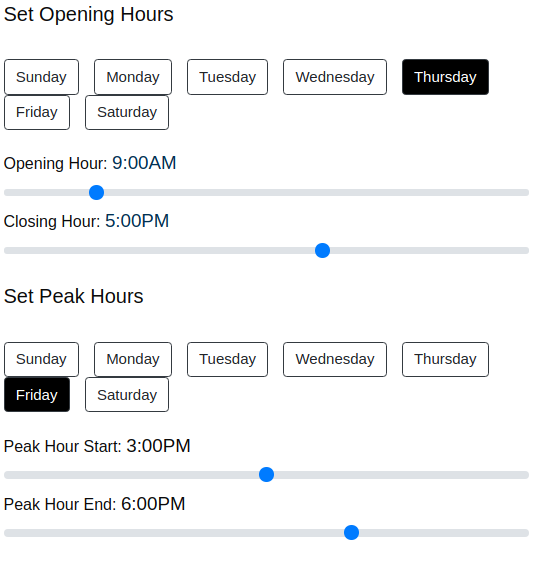 Set Opening Hours
Sunday Monday Tuesday Wednesday Thursday
Friday Saturday
Opening Hour: 9:00AM
Closing Hour: 5:00PM
Set Peak Hours
Sunday Monday Tuesday Wednesday Thursday
Friday Saturday
Peak Hour Start: 3:00PM
Peak Hour End: 6:00PM